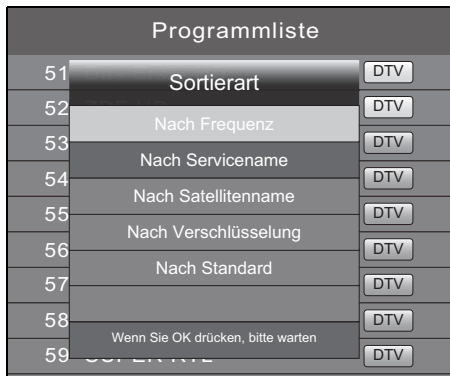 Programmliste
51 DTV
Sortierart
52 DTV
Nach Frequenz
53 DTV
Nach Servicename
54 DTV
Nach Satellitenname
55 DTV
Nach Verschlüsselung
56 DTV
Nach Standard
57 DTV
58 DTV
Wenn Sie OK drücken, bitte warten
59 DTV